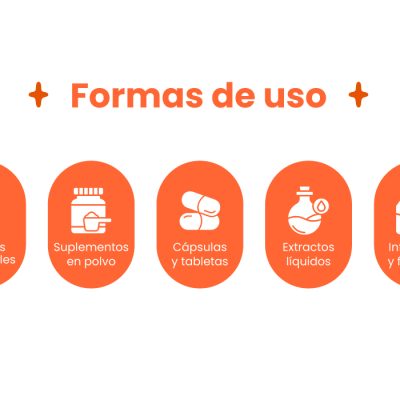 Formas de uso
Suplementos
en polvo
Cápsulas
y tabletas
Extractos
líquidos
y